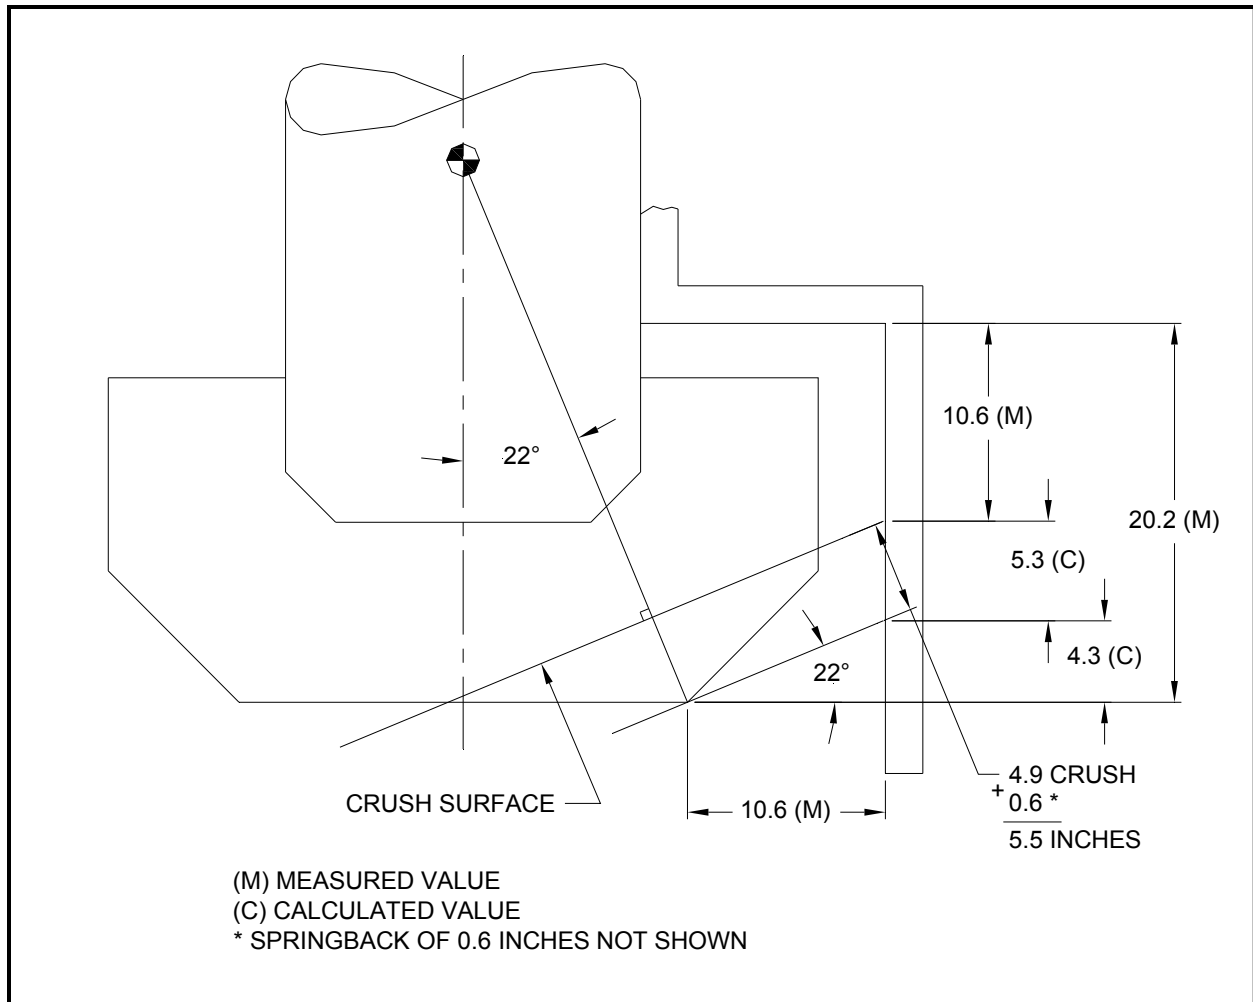 10.6 (M)
22°
20.2 (M)
5.3 (C)
4.3 (C)
22°
4.9 CRUSH
+ 0.6 *
5.5 INCHES
CRUSH SURFACE
10.6 (M)
(M) MEASURED VALUE
(C) CALCULATED VALUE
* SPRINGBACK OF 0.6 INCHES NOT SHOWN